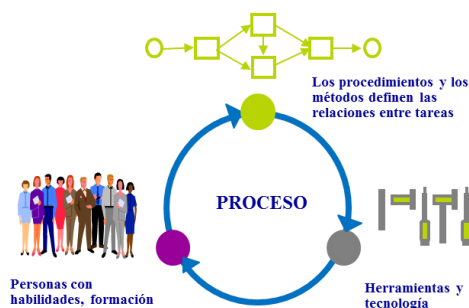 Los procedimientos y los
métodos definen las
relaciones entre tareas
PROCESO
Personas con
habilidades, formación
Herramientas y
tecnología